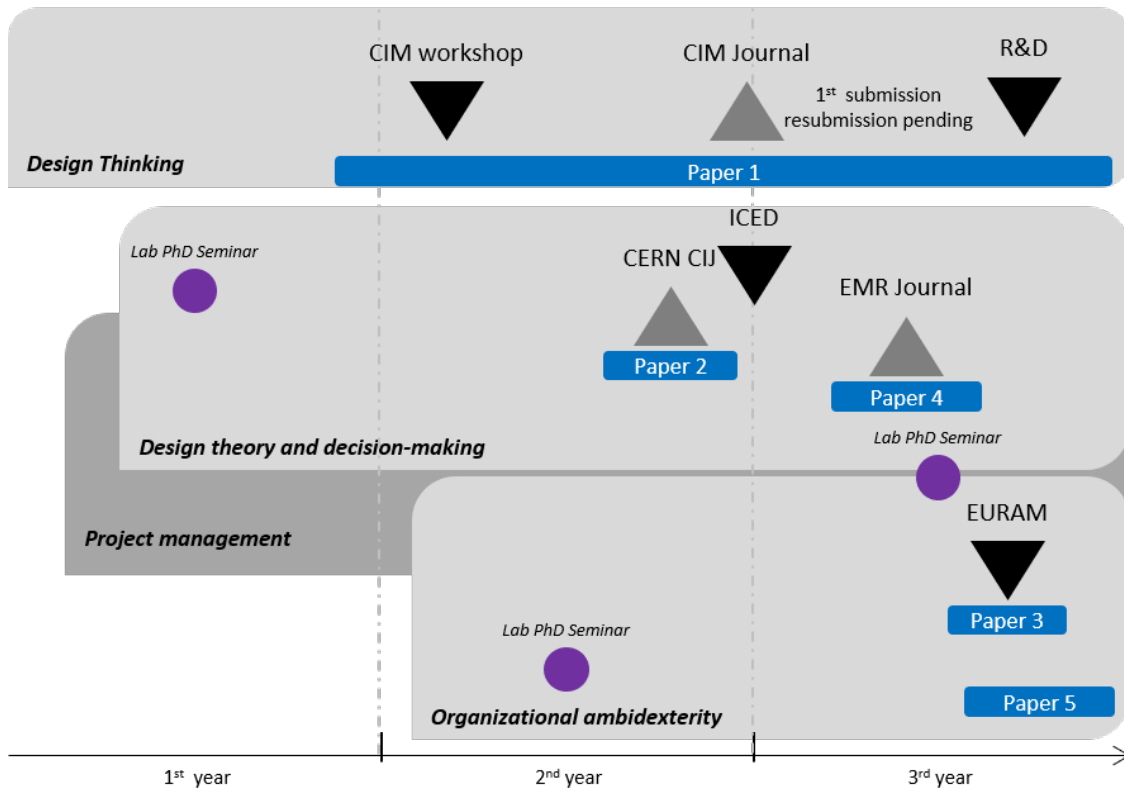 CIM workshop
CIM Journal
R&D
1st submission
resubmission pending
Design Thinking
Paper 1
ICED
Lab PhD Seminar
CERN CIJ
EMR Journal
Paper 2
Paper 4
Design theory and decision-making
Lab PhD Seminar
EURAM
Project management
Paper 3
Lab PhD Seminar
Paper 5
Organizational ambidexterity
1st year
2nd year
3rd year